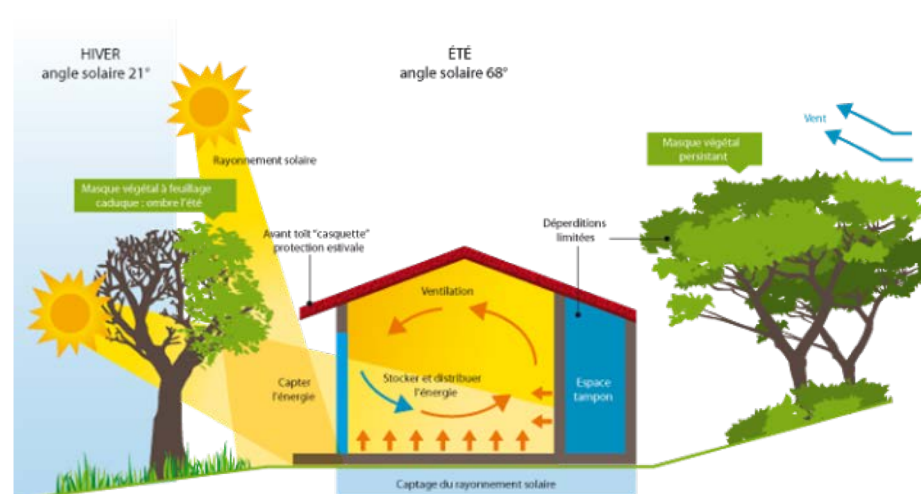 HIVER
angle solaire 21°
ÉTÉ
angle solaire 68°
Vent
Rayonnement solaire
Masque végétal
persistant
Masque végétal à feuillage
caduque : ombre l'été
Avant toît "casquette"
protection estivale
Déperditions
limitées
Ventilation
Capter
l'énergie
Stocker et distribuer
l'énergie
Espace
tampon
Captage du rayonnement solaire